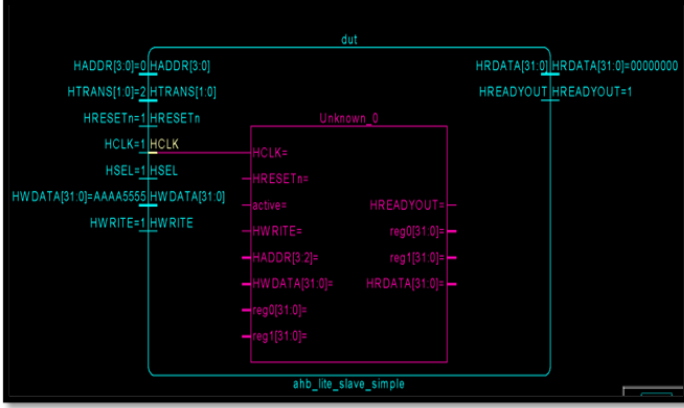 dut
HADDR[3:0]=0 HADDR[3:0]
HRDATA[31:0] HRDATA[31:0]=00000000
HTRANS[1:0]=2 HTRANS[1:0]
HREADYOUT HREADYOUT=1
HRESETn=1 HRESETn
Unknown_0
HCLK=1 HCLK
HCLK=
HSEL=1 HSEL
HRESETn=
HWDATA[31:0]=AAAA5555 HWDATA[31:0]
active=
HREADYOUT=
HWRITE=1 HWRITE
HWRITE=
reg0[31:0]=
HADDR[3:2]=
reg1[31:0]=
HWDATA[31:0]=
HRDATA[31:0]=
reg0[31:0]=
reg1[31:0]=
ahb_lite_slave_simple